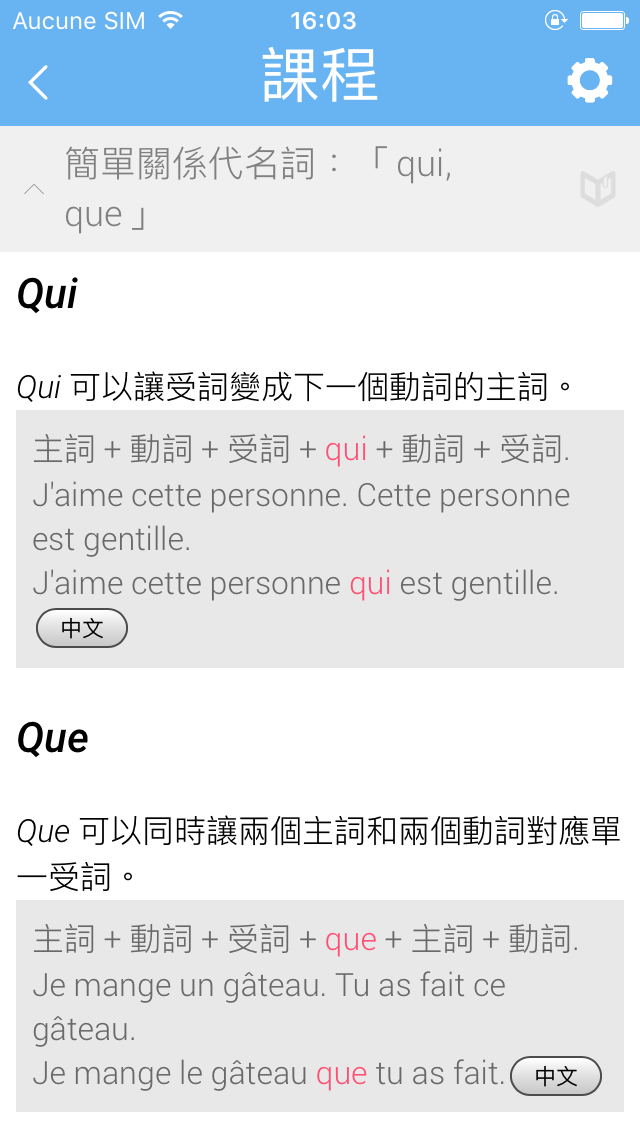 Aucune SIM 16:03
課程
簡單關係代名詞：「 qui,
que 」
Qui
Qui 可以讓受詞變成下一個動詞的主詞。
主詞 + 動詞 + 受詞 + qui + 動詞 + 受詞.
J'aime cette personne. Cette personne
est gentille.
J'aime cette personne qui est gentille.
中文
Que
Que 可以同時讓兩個主詞和兩個動詞對應單
一受詞。
主詞 + 動詞 + 受詞 + que + 主詞 + 動詞.
Je mange un gâteau. Tu as fait ce
gâteau.
Je mange le gâteau que tu as fait. 中文